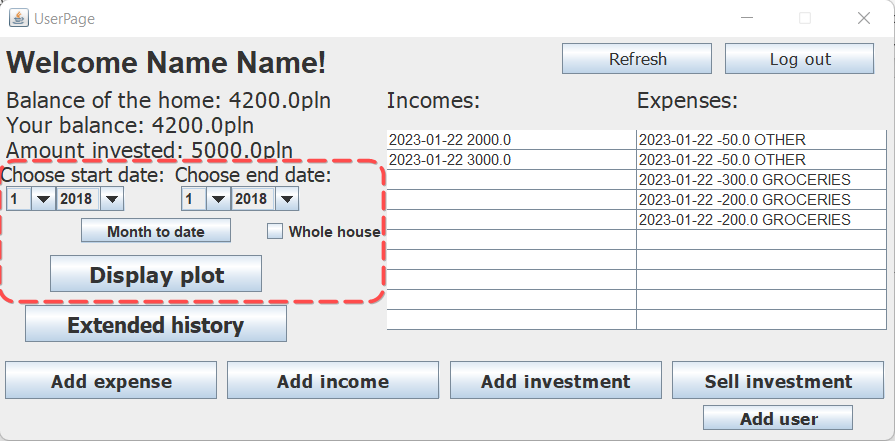 UserPage
Welcome Name Name!
Refresh
Log out
Balance of the home: 4200.0pln
Your balance: 4200.0pln
Amount invested: 5000.0pln
Choose start date: Choose end date:
1 2018 1 2018
Month to date
Whole house
Display plot
Extended history
Incomes:
2023-01-22 2000.0
2023-01-22 3000.0
Expenses:
2023-01-22 -50.0 OTHER
2023-01-22 -50.0 OTHER
2023-01-22 -300.0 GROCERIES
2023-01-22 -200.0 GROCERIES
2023-01-22 -200.0 GROCERIES
Add expense
Add income
Add investment
Sell investment
Add user